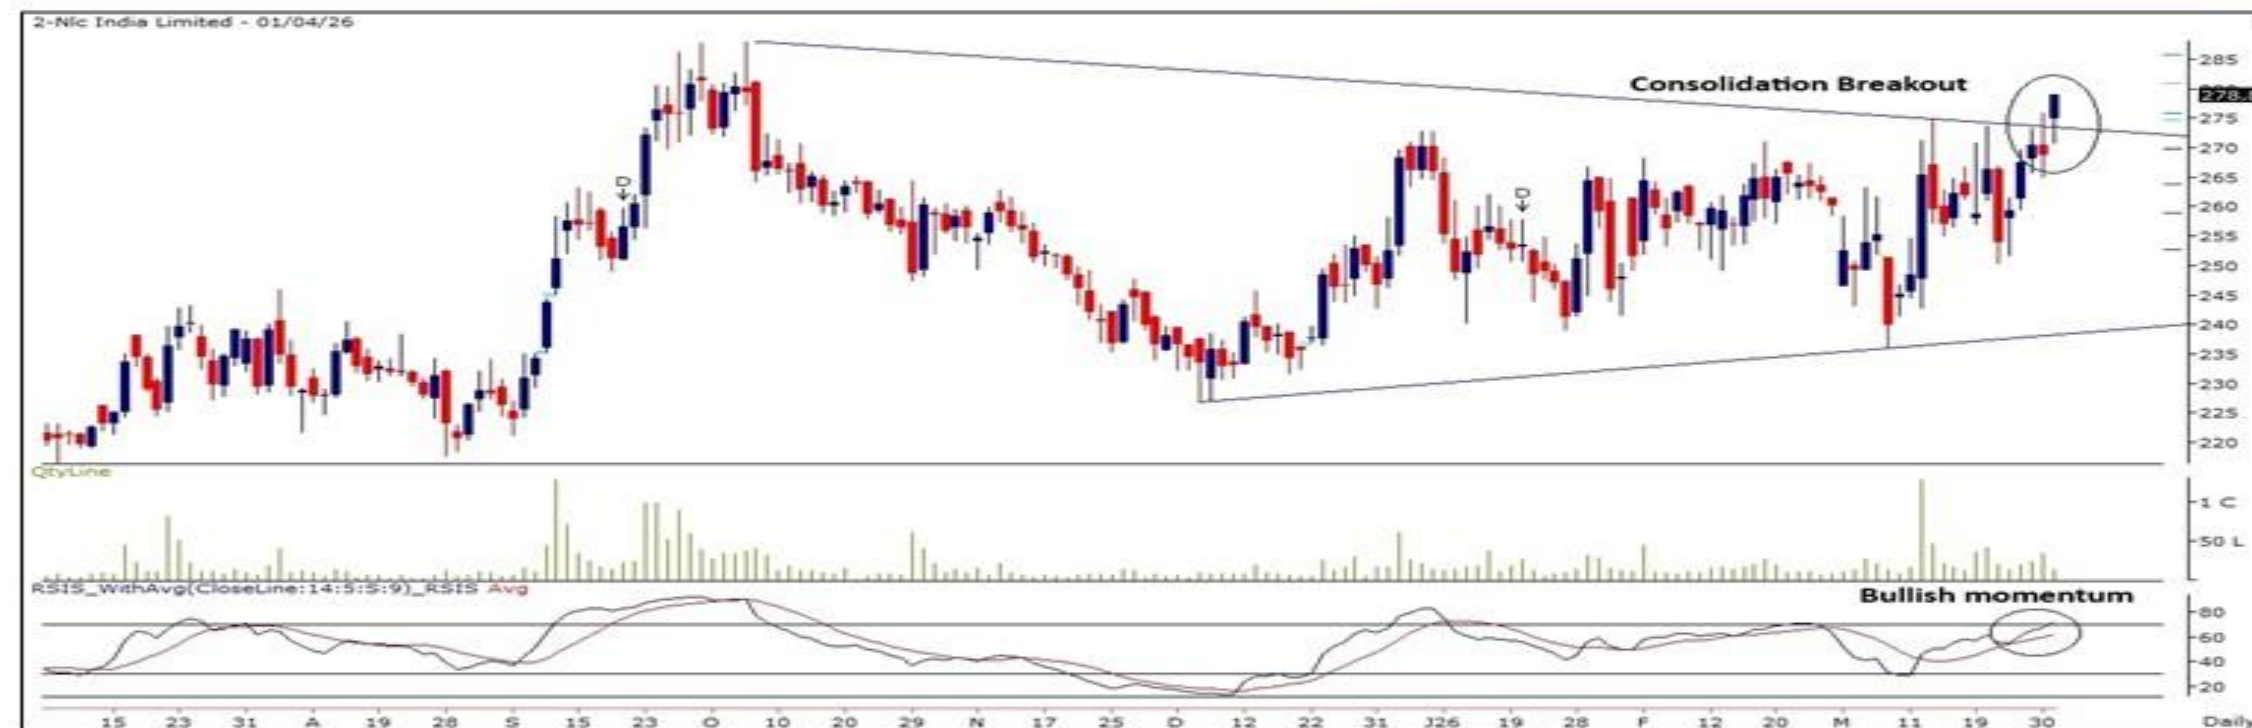 2-Nlc India Limited - 01/04/26
285
Consolidation Breakout
278.
275
270
265
D
D
260
255
250
245
240
235
230
225
220
QtyLine
1 C
50 L
RSIS_WithAvg(CloseLine:14:5:S:9)_RSIS Avg
Bullish momentum
80
60
40
20
15 23 31 A 19 28 S 15 23 O 10 20 29 N 17 25 D 12 22 31 J26 19 28 F 12 20 M 11 19 30 Daily